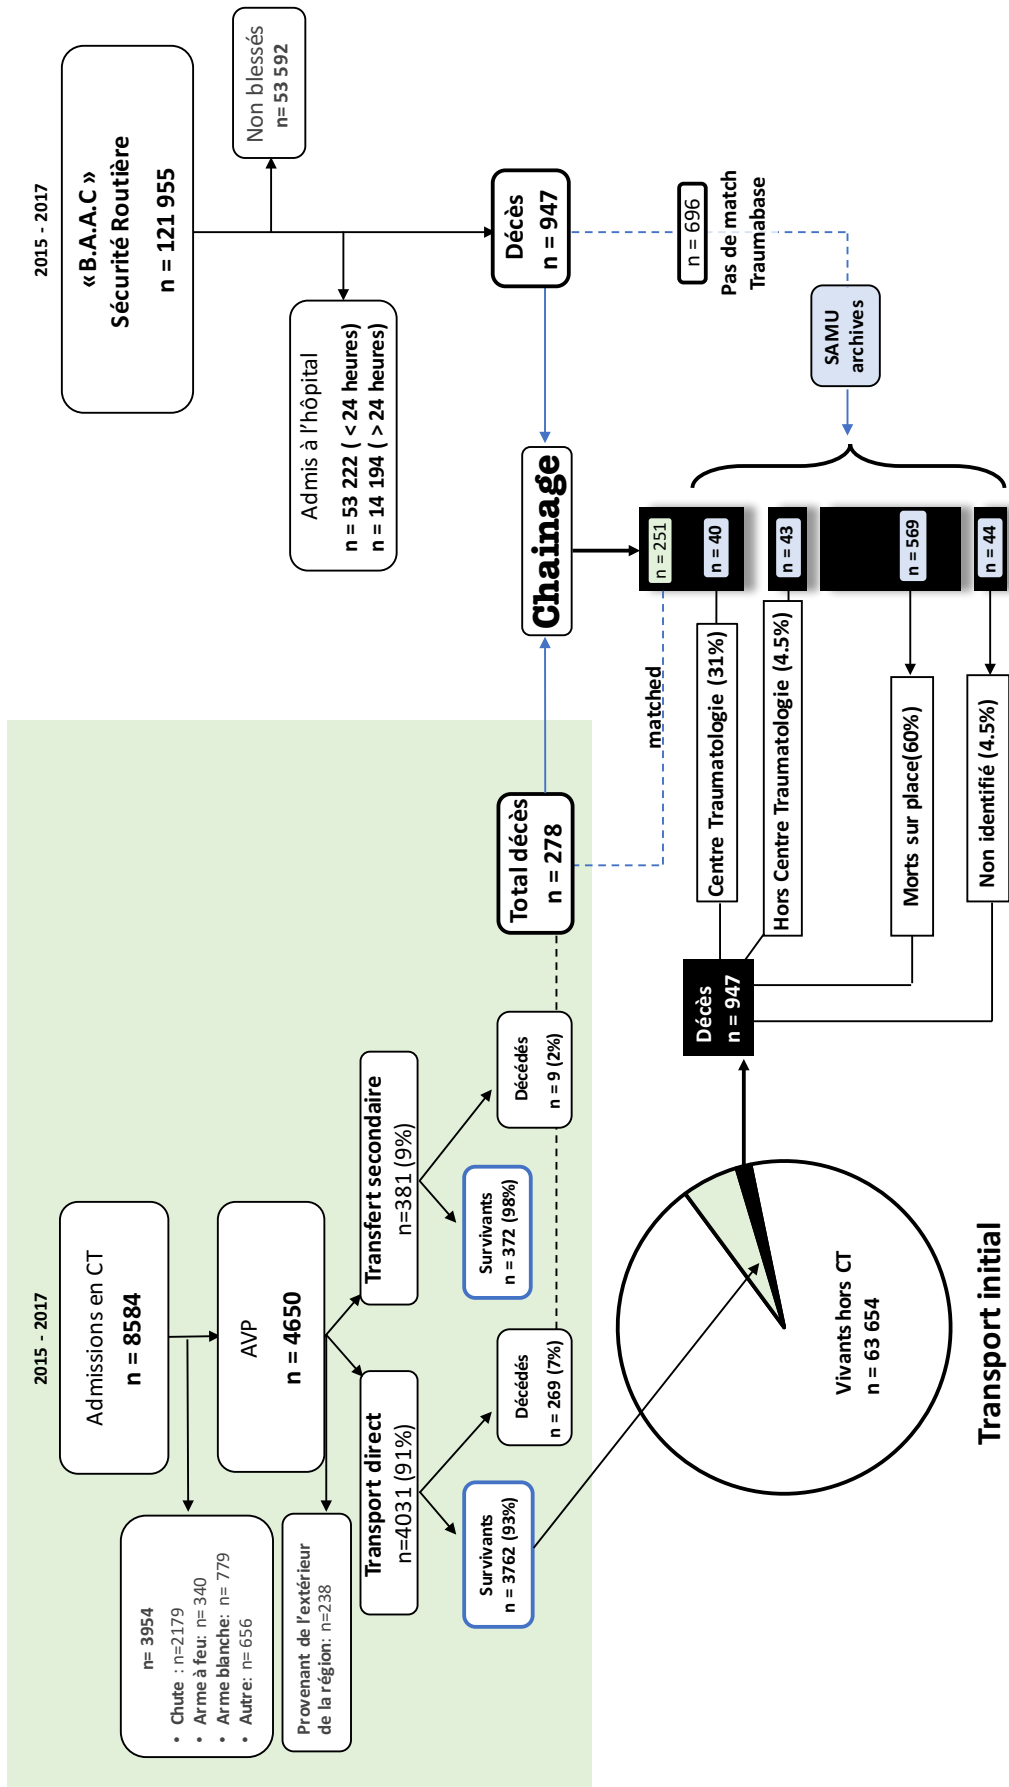 2015 - 2017
Admissions en CT
n = 8584
n= 3954
• Chute : n=2179
• Arme à feu: n= 340
• Arme blanche: n= 779
• Autre: n= 656
AVP
n = 4650
Provenant de l’extérieur
de la région: n=238
Transport direct
n=4031 (91%)
Transfert secondaire
n=381 (9%)
Survivants
n = 3762 (93%)
Décédés
n = 269 (7%)
Survivants
n = 372 (98%)
Décédés
n = 9 (2%)
Total décès
n = 278
2015 - 2017
« B.A.A.C »
Sécurité Routière
n = 121 955
Non blessés
n= 53 592
Admis à l’hôpital
n = 53 222 ( < 24 heures)
n = 14 194 ( > 24 heures)
Décès
n = 947
Chainage
matched
n = 696
Pas de match
Traumabase
SAMU
archives
n = 251
n = 40
n = 43
n = 569
n = 44
Centre Traumatologie (31%)
Hors Centre Traumatologie (4.5%)
Morts sur place(60%)
Non identifié (4.5%)
Décès
n = 947
Vivants hors CT
n = 63 654
Transport initial